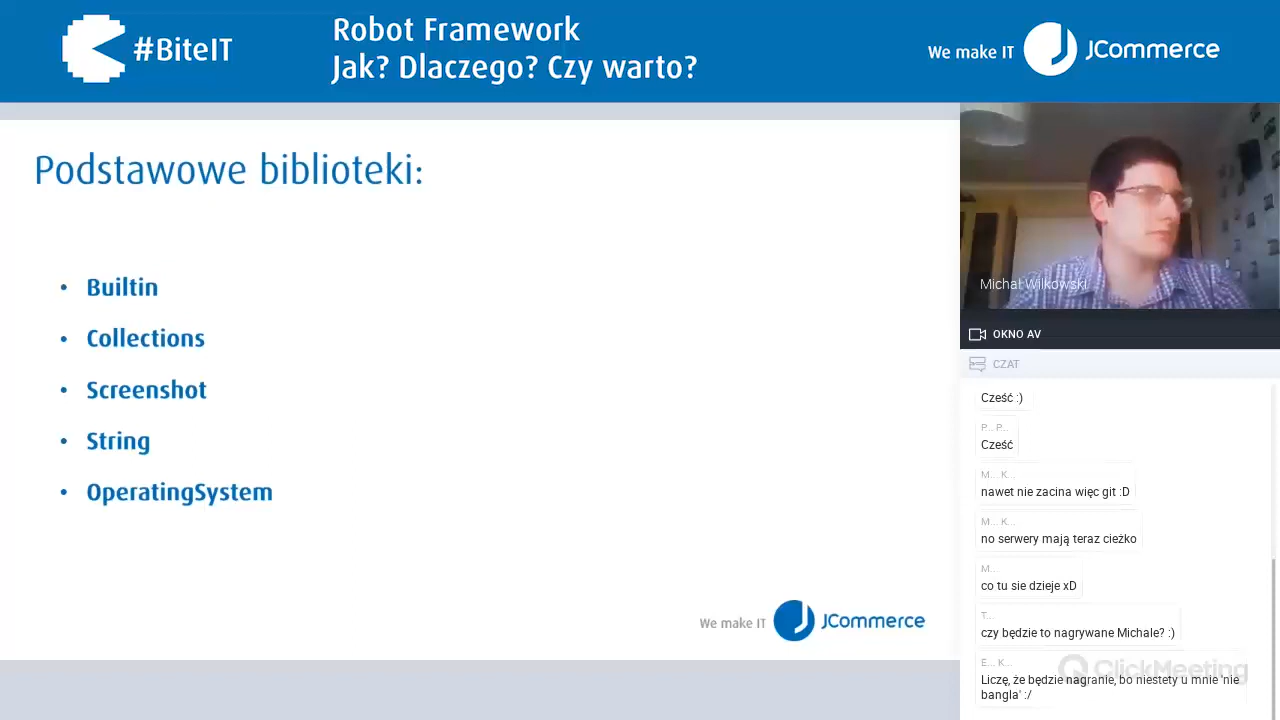 #BiteIT
Robot Framework
Jak? Dlaczego? Czy warto?
We make IT
JCommerce
Podstawowe biblioteki:
• Builtin
• Collections
• Screenshot
• String
• OperatingSystem
We make IT
JCommerce
Michał Wilkowski
OKNO AV
CZAT
Cześć :)
P... P...
Cześć
M... K...
nawet nie zacina więc git :D
M... K...
no serwery mają teraz cieżko
M...
co tu sie dzieje xD
T...
czy będzie to nagrywane Michale? :)
E... K...
Liczę, że będzie nagranie, bo niestety u mnie 'nie
bangla' :/
ClickMeeting